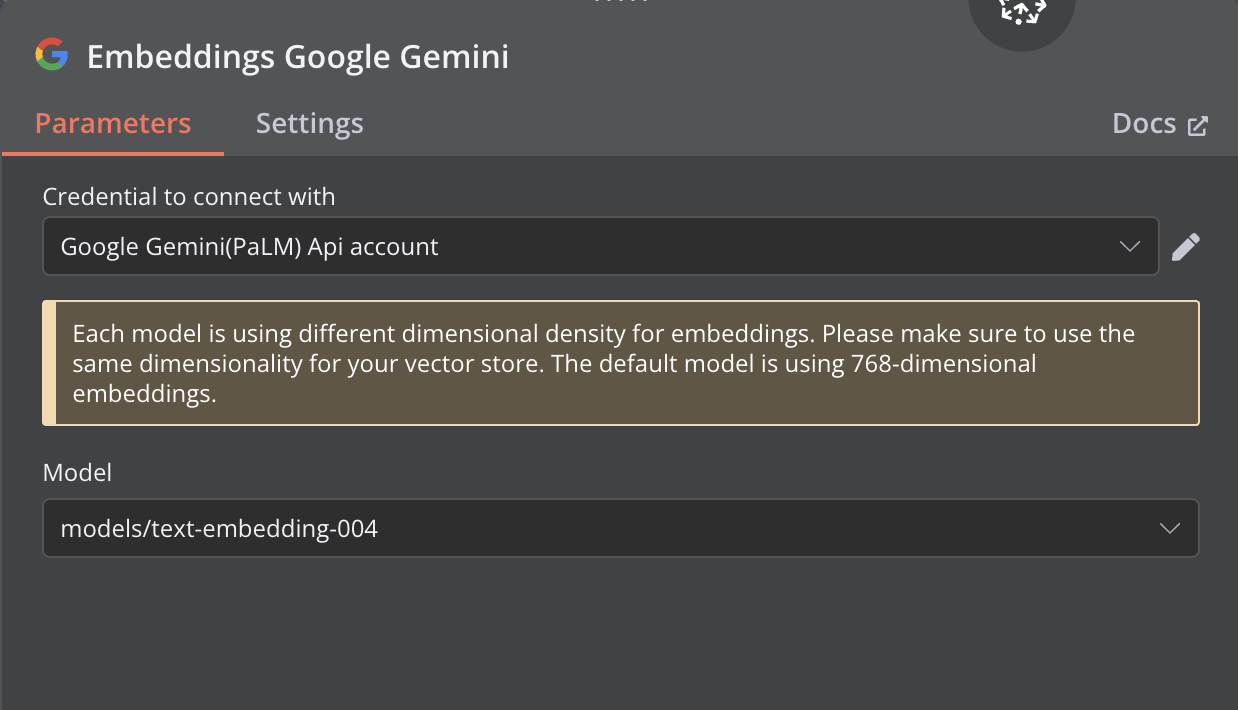 Embeddings Google Gemini
Parameters Settings Docs
Credential to connect with
Google Gemini(PaLM) Api account
Each model is using different dimensional density for embeddings. Please make sure to use the
same dimensionality for your vector store. The default model is using 768-dimensional
embeddings.
Model
models/text-embedding-004